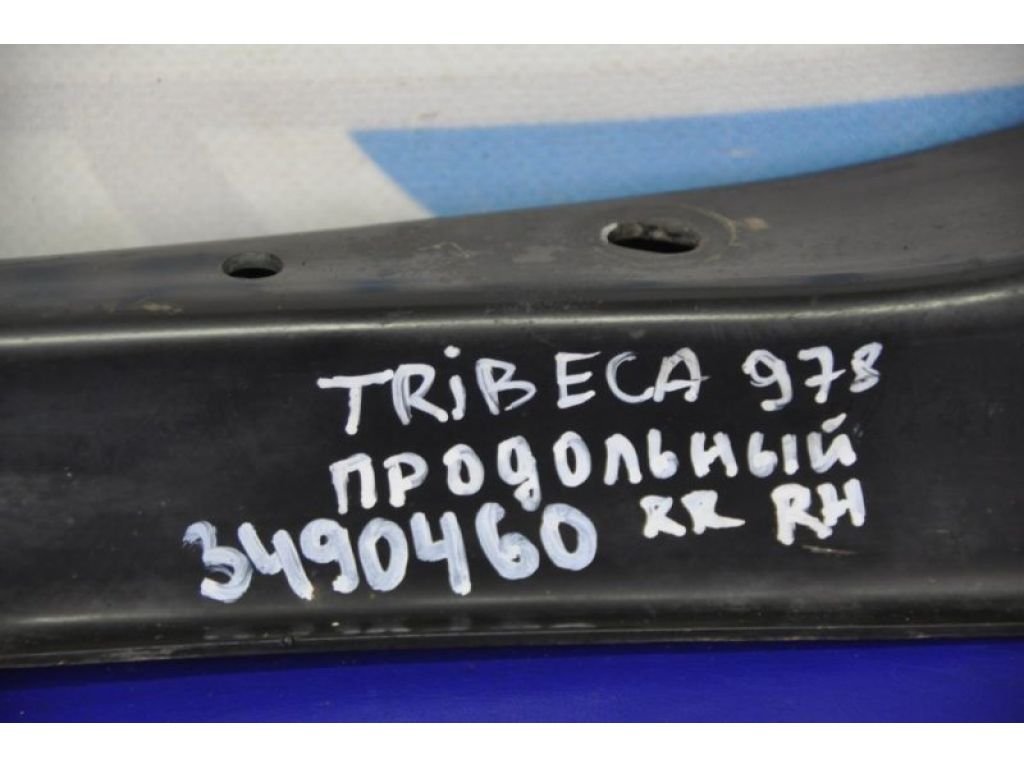 TRiBECA 978
продольный
RR RH
3490460